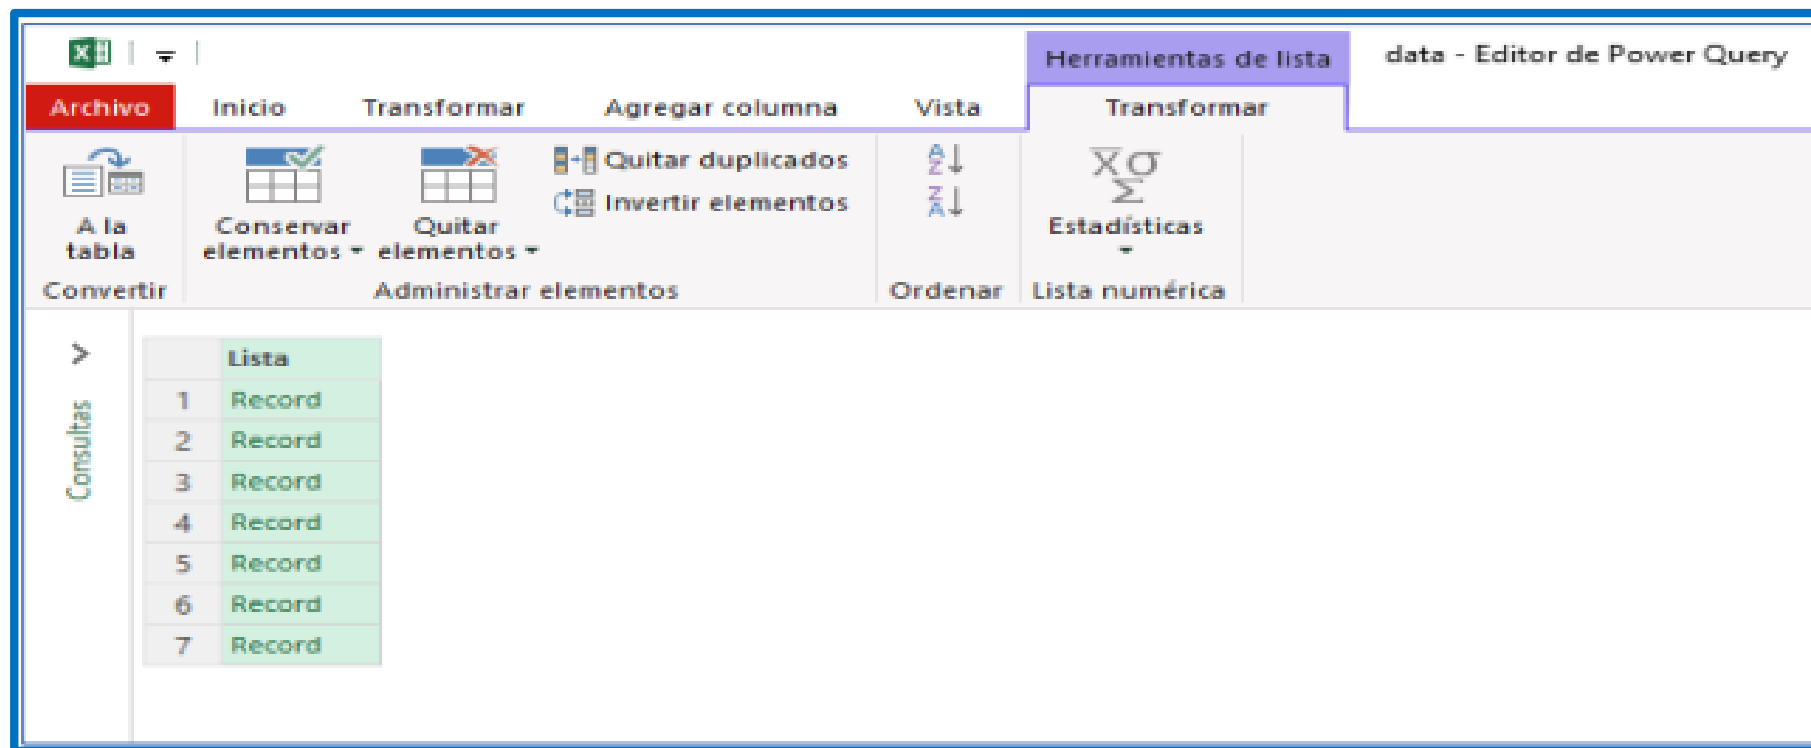 Herramientas de lista
data - Editor de Power Query
Archivo
Inicio
Transformar
Agregar columna
Vista
Transformar
A la
tabla
Convertir
Conservar
elementos
Quitar
elementos
Quitar duplicados
Invertir elementos
Administrar elementos
A
Z
Z
A
Ordenar
Estadísticas
Lista numérica
Consultas
Lista
1 Record
2 Record
3 Record
4 Record
5 Record
6 Record
7 Record